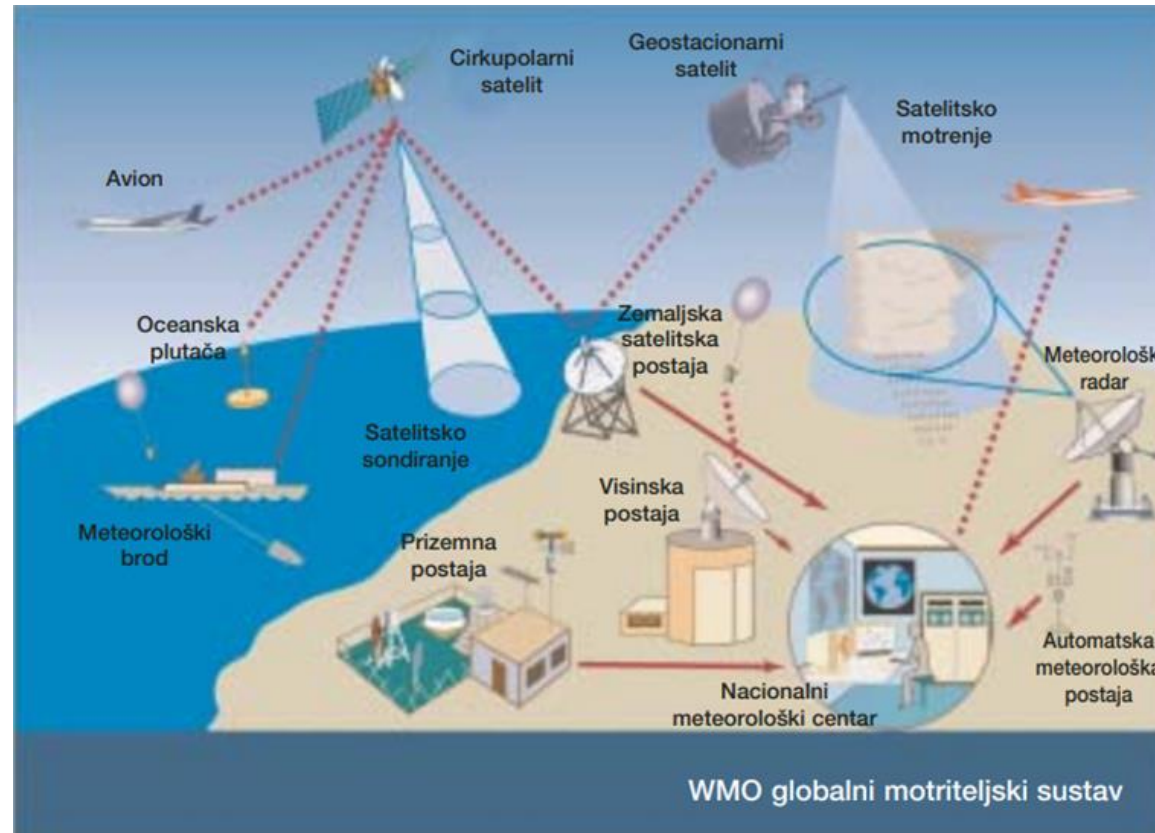 Cirkupolarni
satelit
Geostacionarni
satelit
Satelitsko
motrenje
Avion
Oceanska
plutača
Zemaljska
satelitska
postaja
Meteorološki
radar
Satelitsko
sondiranje
Visinska
postaja
Meteorološki
brod
Prizemna
postaja
Automatska
meteorološka
postaja
Nacionalni
meteorološki centar
WMO globalni motriteljski sustav